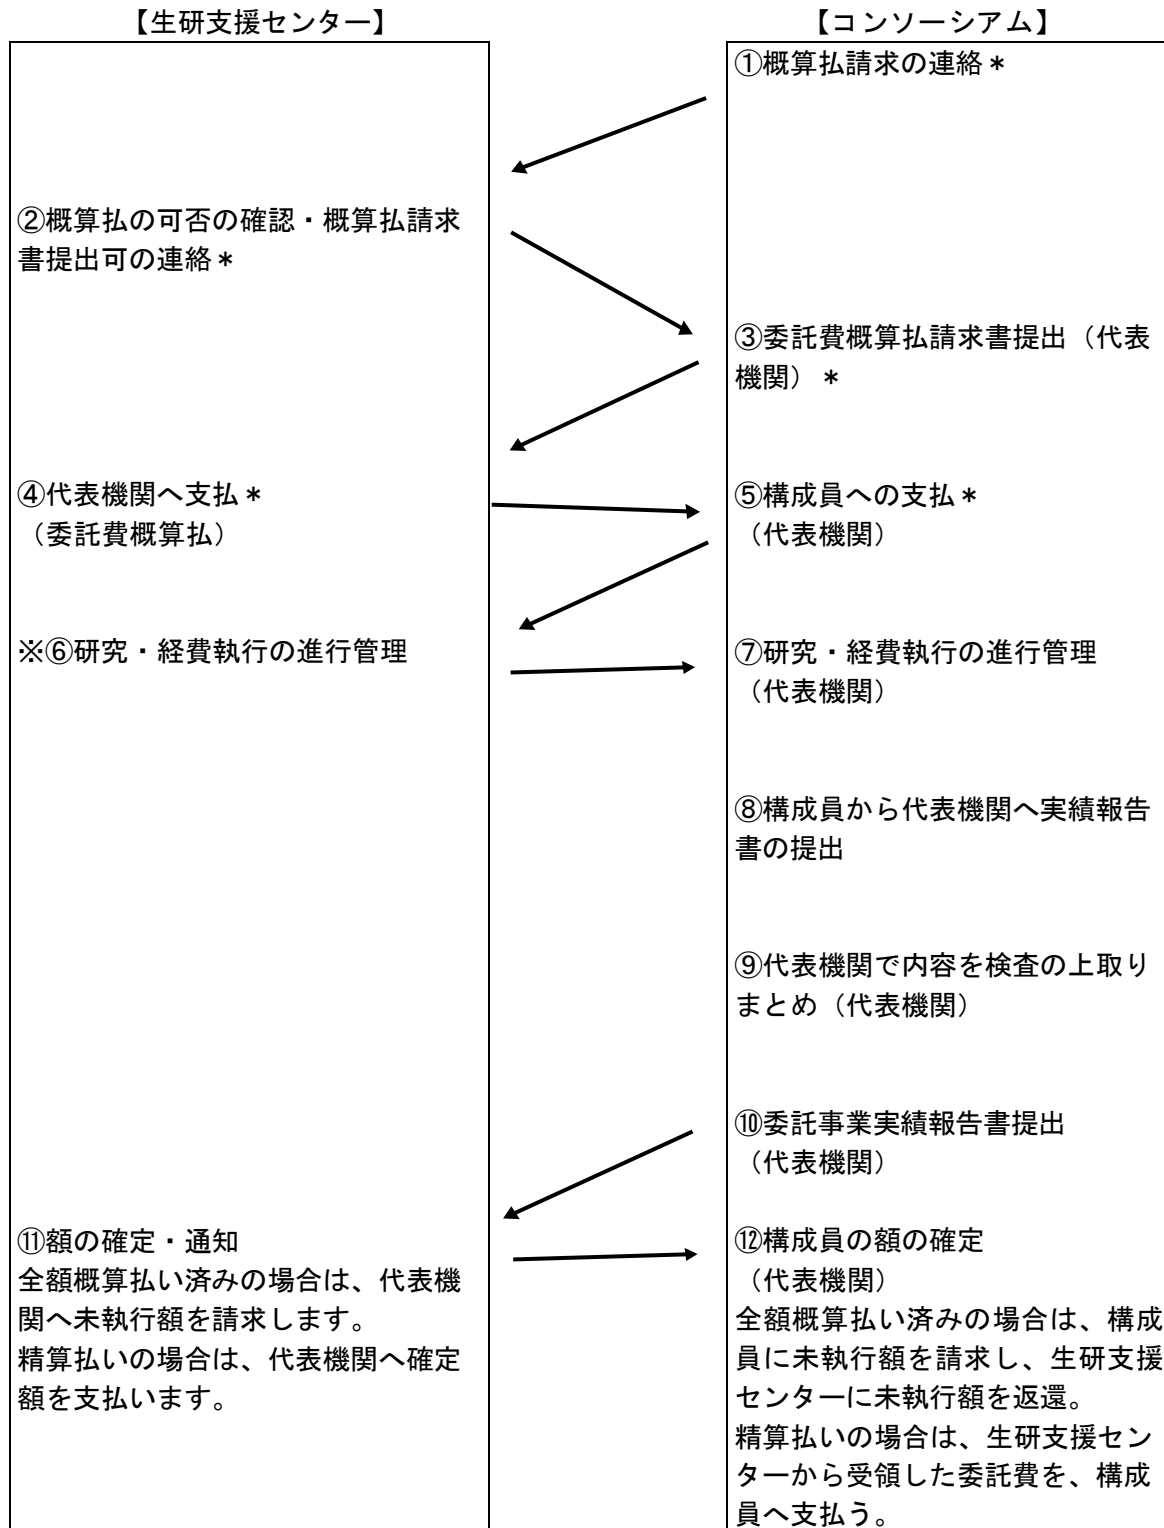 【生研支援センター】
【コンソーシアム】
①概算払請求の連絡＊
②概算払の可否の確認・概算払請求
書提出可の連絡＊
③委託費概算払請求書提出（代表
機関）＊
④代表機関へ支払＊
（委託費概算払）
⑤構成員への支払＊
（代表機関）
※⑥研究・経費執行の進行管理
⑦研究・経費執行の進行管理
（代表機関）
⑧構成員から代表機関へ実績報告
書の提出
⑨代表機関で内容を検査の上取り
まとめ（代表機関）
⑩委託事業実績報告書提出
（代表機関）
⑪額の確定・通知
全額概算払い済みの場合は、代表機
関へ未執行額を請求します。
精算払いの場合は、代表機関へ確定
額を支払います。
⑫構成員の額の確定
（代表機関）
全額概算払い済みの場合は、構成
員に未執行額を請求し、生研支援
センターに未執行額を返還。
精算払いの場合は、生研支援セン
ターから受領した委託費を、構成
員へ支払う。